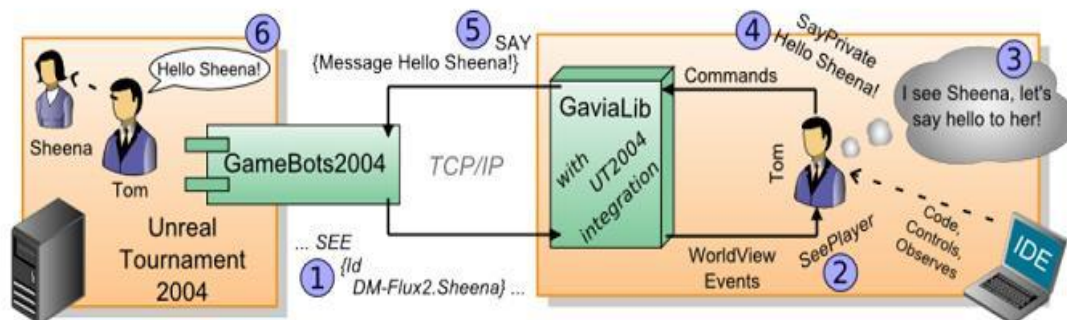 6
Hello Sheena!
Sheena
Tom
Unreal
Tournament
2004
GameBots2004
5
SAY
{Message Hello Sheena!}
TCP/IP
... SEE
1
{Id
DM-Flux2.Sheena} ...
GaviaLib
with
UT2004
integration
4
SayPrivate
Hello Sheena!
Commands
3
I see Sheena, let's
say hello to her!
Tom
WorldView
Events
SeePlayer
2
Code,
Controls,
Observes
IDE